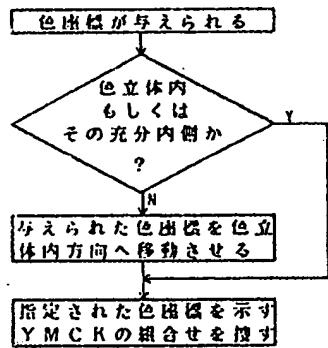 色座標が与えられる
色立体内
もしくは
その充分内側か
?
Y
N
与えられた色座標を色立
体内方向へ移動させる
指定された色座標を示す
YMCKの組合せを捜す